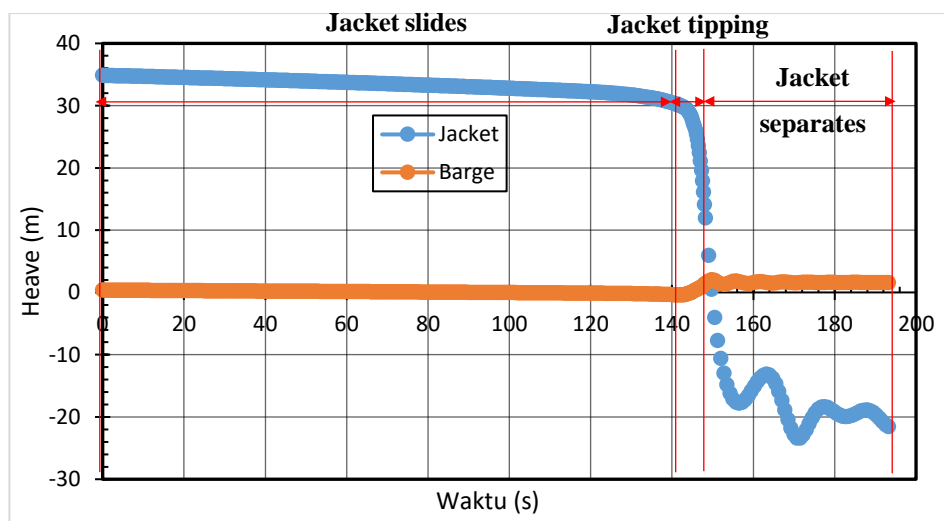 Jacket slides
Jacket tipping
Jacket
separates
Jacket
Barge
40
30
20
10
0
-10
-20
-30
0 20 40 60 80 100 120 140 160 180 200
Heave (m)
Waktu (s)